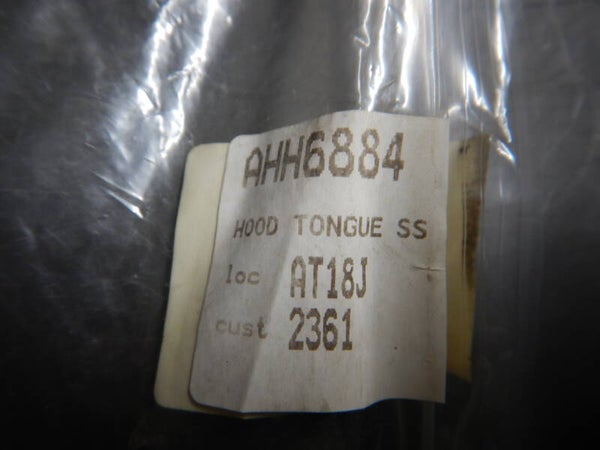 AHH6884
HOOD TONGUE SS
loc AT18J
cust 2361